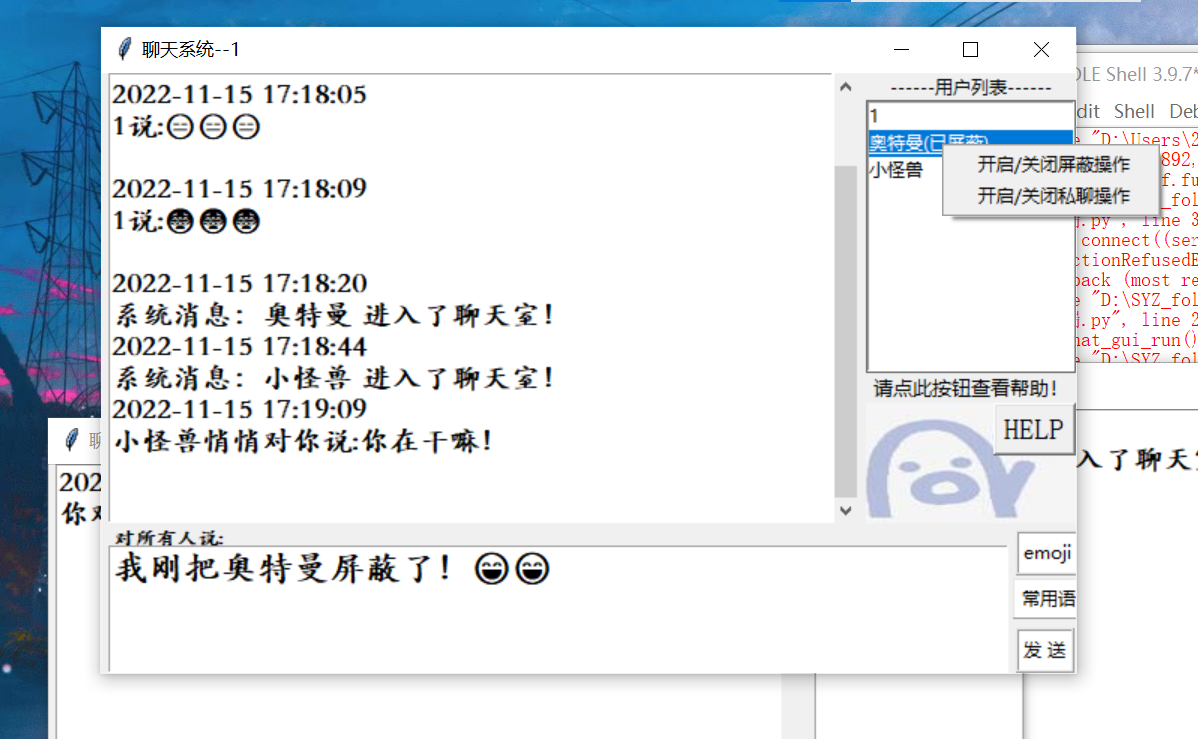 聊天系统--1
2022-11-15 17:18:05
1说:😑😑😑
2022-11-15 17:18:09
1说:
2022-11-15 17:18:20
系统消息：奥特曼 进入了聊天室！
2022-11-15 17:18:44
系统消息：小怪兽 进入了聊天室！
2022-11-15 17:19:09
小怪兽悄悄对你说:你在干嘛！
对所有人说:
我刚把奥特曼屏蔽了！😄😄
------用户列表------
1
奥特曼(已屏蔽)
小怪兽
开启/关闭屏蔽操作
开启/关闭私聊操作
请点此按钮查看帮助！
HELP
emoji
常用语
发 送
DLE Shell 3.9.7*
dit Shell Deb
e "D:\Users\2
892,
f.fu
_fol
.py", line 3
connect((ser
ctionRefusedE
back (most re
e "D:\SYZ_fol
.py", line 2
hat_gui_run()
e "D:\SYZ_fol
入了聊天
聊
202
你对